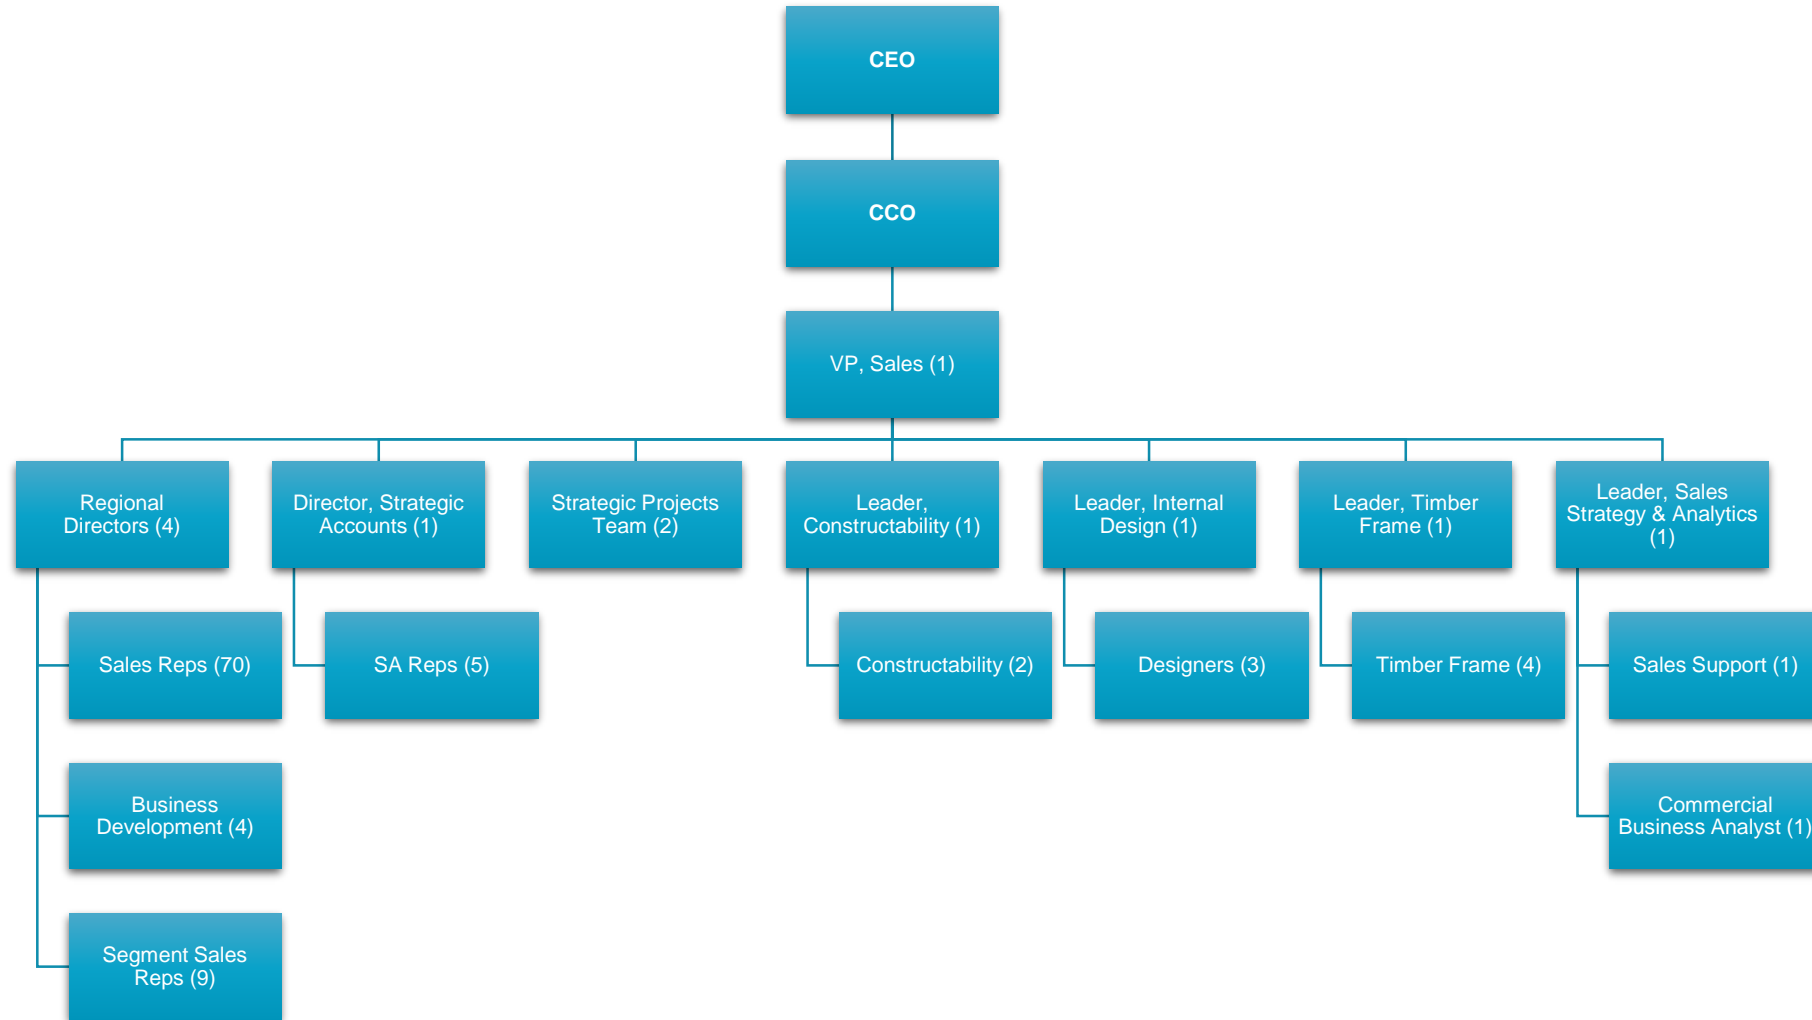 CEO
CCO
VP, Sales (1)
Regional
Directors (4)
Director, Strategic
Accounts (1)
Strategic Projects
Team (2)
Leader,
Constructability (1)
Leader, Internal
Design (1)
Leader, Timber
Frame (1)
Leader, Sales
Strategy & Analytics
(1)
Sales Reps (70)
SA Reps (5)
Constructability (2)
Designers (3)
Timber Frame (4)
Sales Support (1)
Business
Development (4)
Commercial
Business Analyst (1)
Segment Sales
Reps (9)